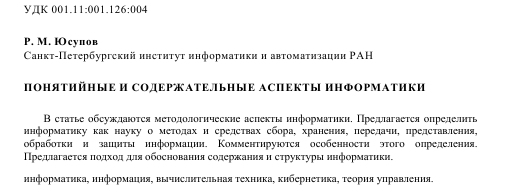 УДК 001.11:001.126:004
Р. М. Юсупов
Санкт-Петербургский институт информатики и автоматизации РАН
ПОНЯТИЙНЫЕ И СОДЕРЖАТЕЛЬНЫЕ АСПЕКТЫ ИНФОРМАТИКИ
В статье обсуждаются методологические аспекты информатики. Предлагается определить
информатику как науку о методах и средствах сбора, хранения, передачи, представления,
обработки и защиты информации. Комментируются особенности этого определения.
Предлагается подход для обоснования содержания и структуры информатики.
информатика, информация, вычислительная техника, кибернетика, теория управления.